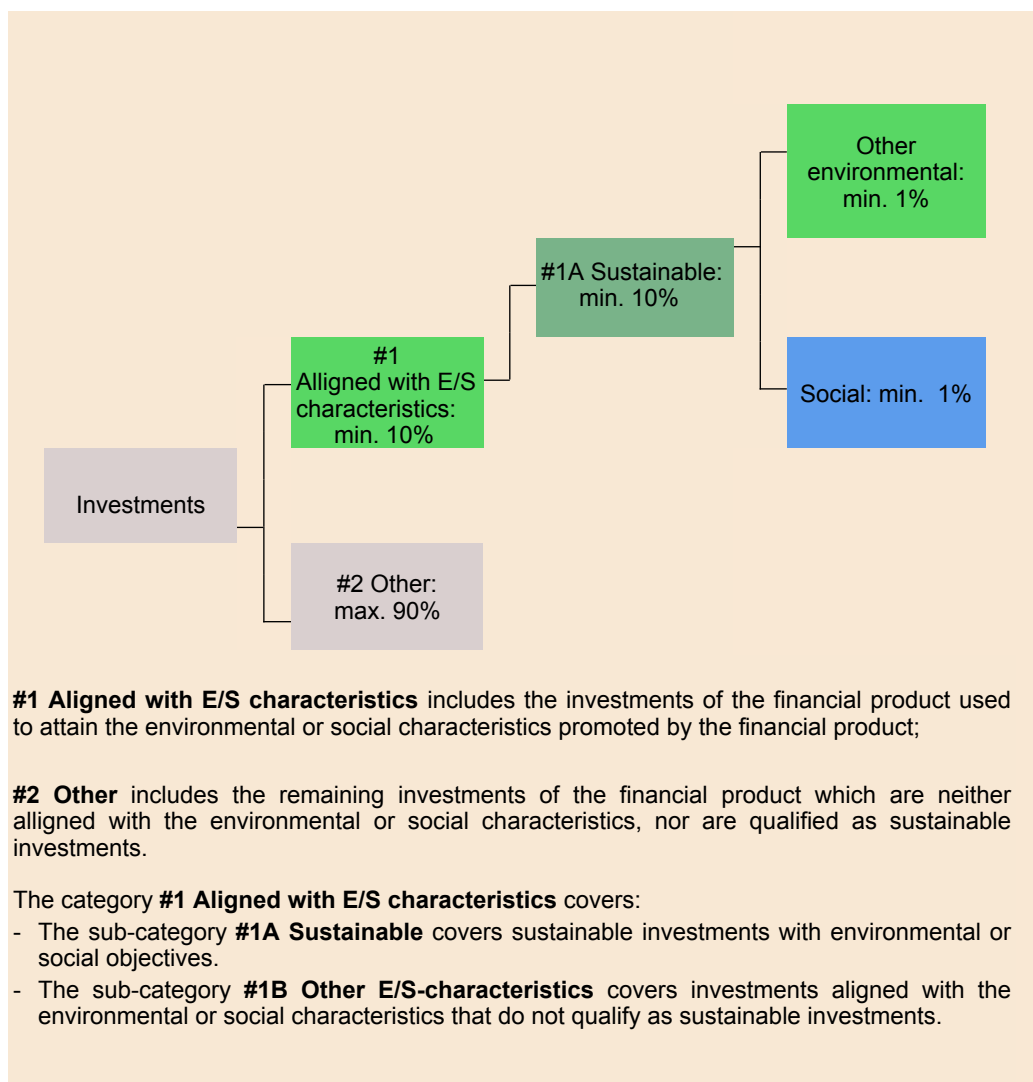 Other
environmental:
min. 1%
#1A Sustainable:
min. 10%
#1
Alligned with E/S
characteristics:
min. 10%
Social: min. 1%
Investments
#2 Other:
max. 90%
#1 Aligned with E/S characteristics includes the investments of the financial product used
to attain the environmental or social characteristics promoted by the financial product;
#2 Other includes the remaining investments of the financial product which are neither
alligned with the environmental or social characteristics, nor are qualified as sustainable
investments.
The category #1 Aligned with E/S characteristics covers:
- The sub-category #1A Sustainable covers sustainable investments with environmental or
social objectives.
- The sub-category #1B Other E/S-characteristics covers investments aligned with the
environmental or social characteristics that do not qualify as sustainable investments.